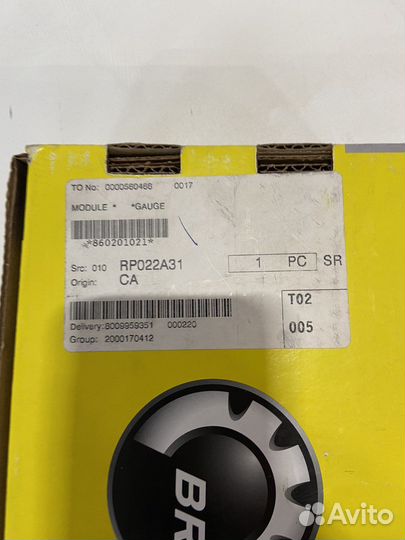 TO No: 0000560468 0017
MODULE * *GAUGE
*860201021*
Src: 010 RP022A31 1 PC SR
Origin: CA
T02
Delivery: 8009959351 000220 005
Group: 2000170412
BR
Avito